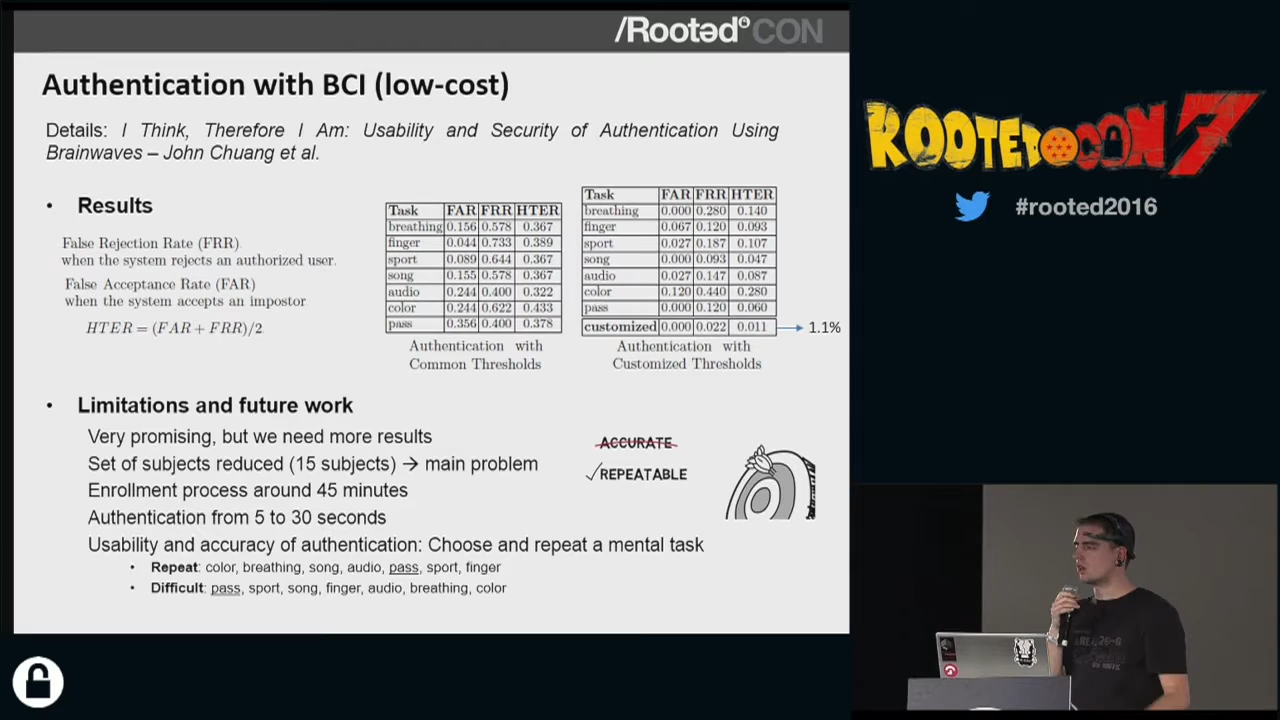 /RootedCON
Authentication with BCI (low-cost)
Details: I Think, Therefore I Am: Usability and Security of Authentication Using
Brainwaves – John Chuang et al.
• Results
False Rejection Rate (FRR)
when the system rejects an authorized user.
False Acceptance Rate (FAR)
when the system accepts an impostor
HTER = (FAR + FRR)/2
Task FAR FRR HTER
breathing 0.156 0.578 0.367
finger 0.044 0.733 0.389
sport 0.089 0.644 0.367
song 0.155 0.578 0.367
audio 0.244 0.400 0.322
color 0.244 0.622 0.433
pass 0.356 0.400 0.378
Authentication with
Common Thresholds
Task FAR FRR HTER
breathing 0.000 0.280 0.140
finger 0.067 0.120 0.093
sport 0.027 0.187 0.107
song 0.000 0.093 0.047
audio 0.027 0.147 0.087
color 0.120 0.440 0.280
pass 0.000 0.120 0.060
customized 0.000 0.022 0.011
→ 1.1%
Authentication with
Customized Thresholds
• Limitations and future work
Very promising, but we need more results
Set of subjects reduced (15 subjects) → main problem
Enrollment process around 45 minutes
Authentication from 5 to 30 seconds
Usability and accuracy of authentication: Choose and repeat a mental task
• Repeat: color, breathing, song, audio, pass, sport, finger
• Difficult: pass, sport, song, finger, audio, breathing, color
ACCURATE
✓REPEATABLE
ROOTEDCON 7
#rooted2016